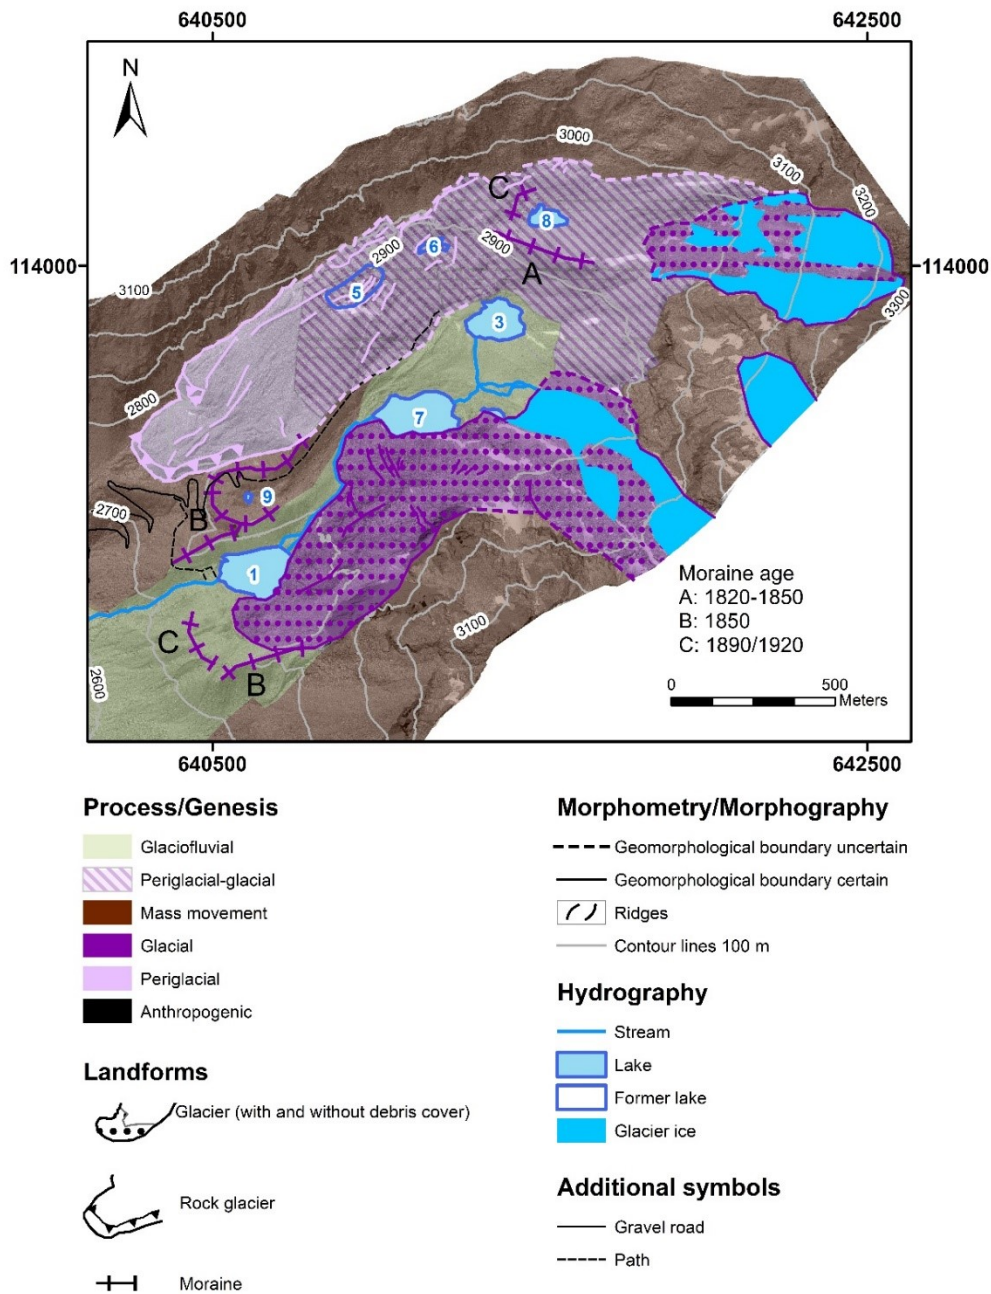 640500 642500
N
3000
3100
3200
C
8
6
2900
2900
A
114000 114000
3100
5
3300
3
2800
7
9
2700
B
1
Moraine age
A: 1820-1850
B: 1850
C: 1890/1920
3100
C
B
2600
0 500
Meters
640500 642500
Process/Genesis
Glaciofluvial
Periglacial-glacial
Mass movement
Glacial
Periglacial
Anthropogenic
Landforms
Glacier (with and without debris cover)
Rock glacier
Moraine
Morphometry/Morphography
Geomorphological boundary uncertain
Geomorphological boundary certain
Ridges
Contour lines 100 m
Hydrography
Stream
Lake
Former lake
Glacier ice
Additional symbols
Gravel road
Path